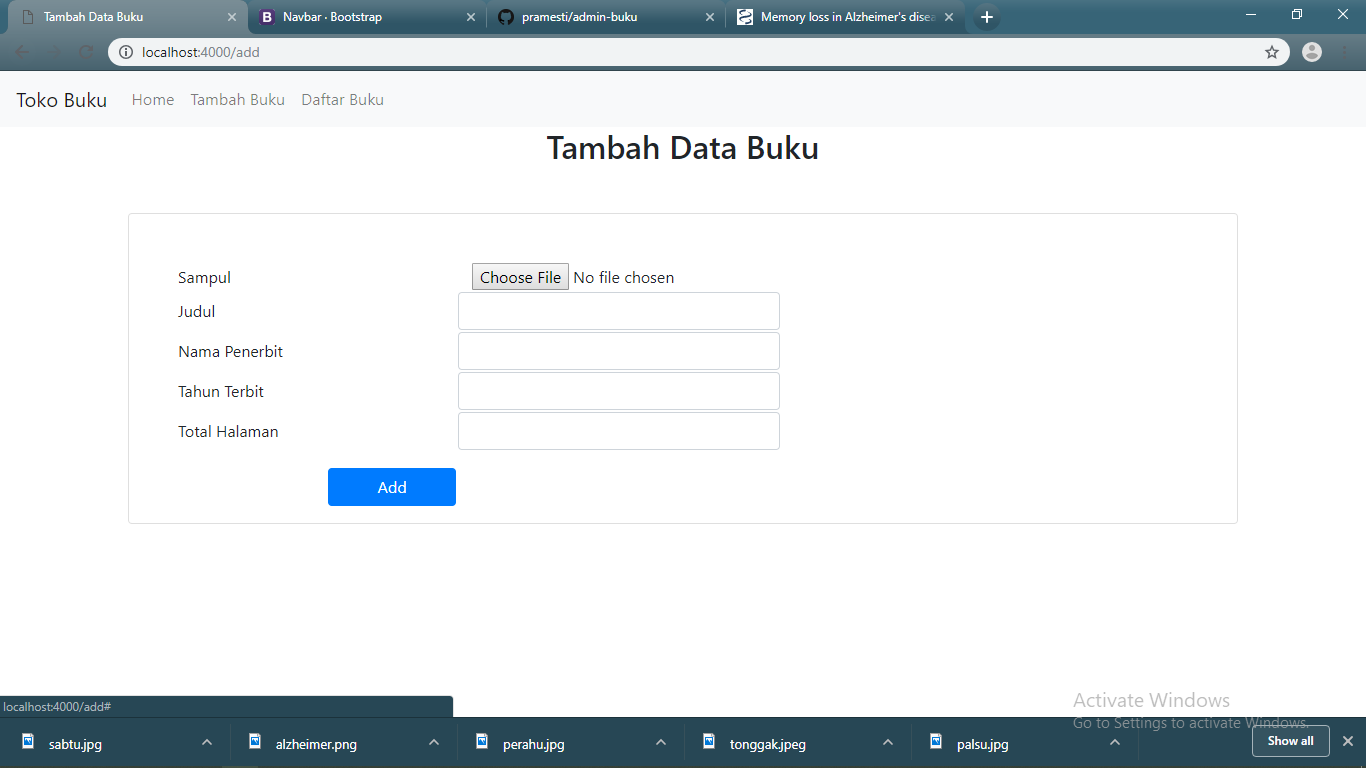 Tambah Data Buku
Navbar · Bootstrap
pramesti/admin-buku
Memory loss in Alzheimer's disea
localhost:4000/add
Toko Buku Home Tambah Buku Daftar Buku
Tambah Data Buku
Sampul Choose File No file chosen
Judul
Nama Penerbit
Tahun Terbit
Total Halaman
Add
Activate Windows
Go to Settings to activate Windows.
localhost:4000/add#
sabtu.jpg
alzheimer.png
perahu.jpg
tonggak.jpeg
palsu.jpg
Show all